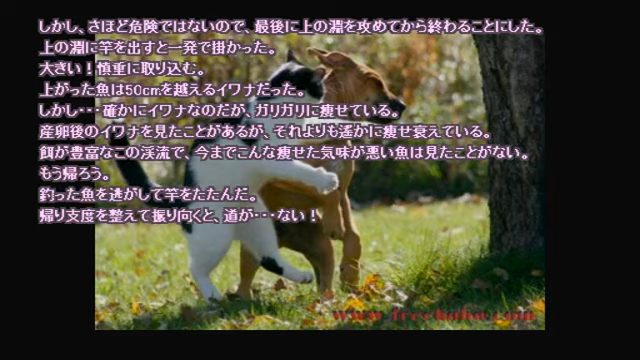 しかし、さほど危険ではないので、最後に上の淵を攻めてから終わることにした。
上の淵に竿を出すと一発で掛かった。
大きい！慎重に取り込む。
上がった魚は50cmを越えるイワナだった。
しかし・・・確かにイワナなのだが、ガリガリに痩せている。
産卵後のイワナを見たことがあるが、それよりも遥かに痩せ衰えている。
餌が豊富なこの渓流で、今までこんな痩せた気味が悪い魚は見たことがない。
もう帰ろう。
釣った魚を逃がして竿をたたんだ。
帰り支度を整えて振り向くと、道が・・・ない！